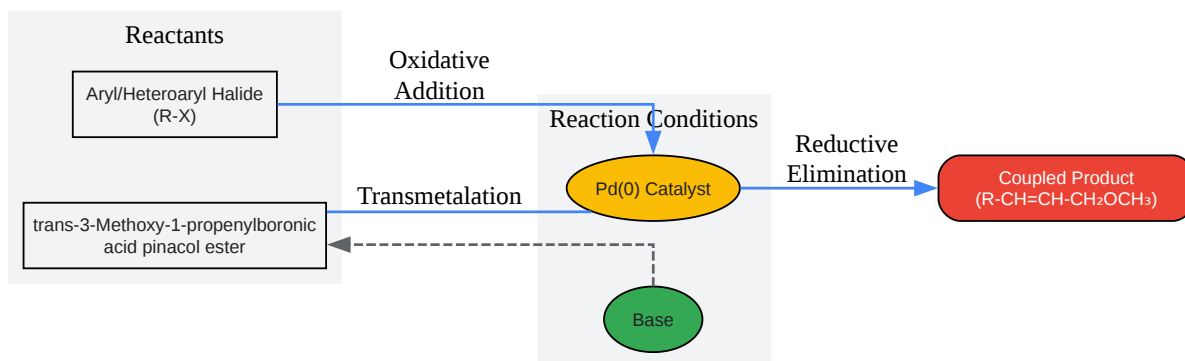 Reactants
Aryl/Heteroaryl Halide
(R-X)
Oxidative
Addition
Reaction Conditions
Pd(0) Catalyst
Reductive
Elimination
Coupled Product
(R-CH=CH-CH₂OCH₃)
Transmetalation
trans-3-Methoxy-1-propenylboronic
acid pinacol ester
Base